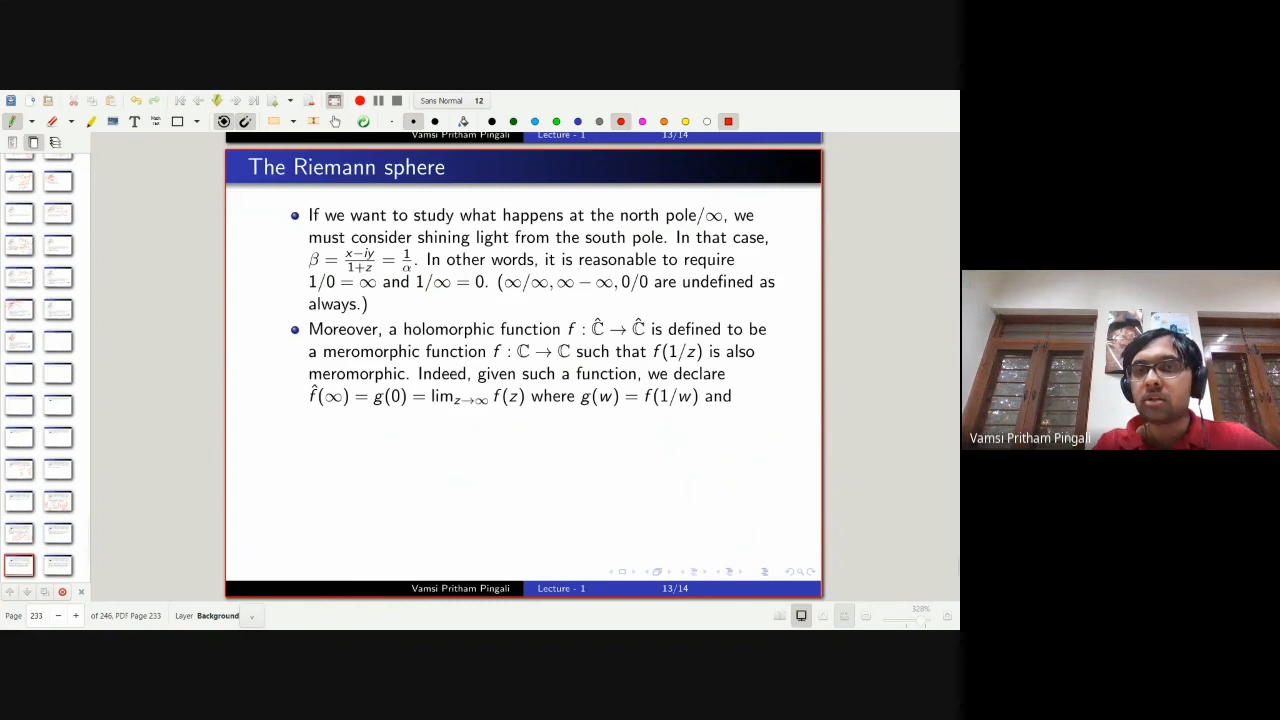 Sans Normal 12
Vamsi Pritham Pingali Lecture - 1 13/14
The Riemann sphere
If we want to study what happens at the north pole/∞, we
must consider shining light from the south pole. In that case,
β = \frac{x−iy}{1+z} = \frac{1}{α}. In other words, it is reasonable to require
1/0 = ∞ and 1/∞ = 0. (∞/∞, ∞ − ∞, 0/0 are undefined as
always.)
Moreover, a holomorphic function f : Ĉ → Ĉ is defined to be
a meromorphic function f : ℂ → ℂ such that f(1/z) is also
meromorphic. Indeed, given such a function, we declare
f̂(∞) = g(0) = lim_{z→∞} f(z) where g(w) = f(1/w) and
Vamsi Pritham Pingali
Vamsi Pritham Pingali Lecture - 1 13/14
Page 233 of 246, PDF Page 233 Layer Background 328%